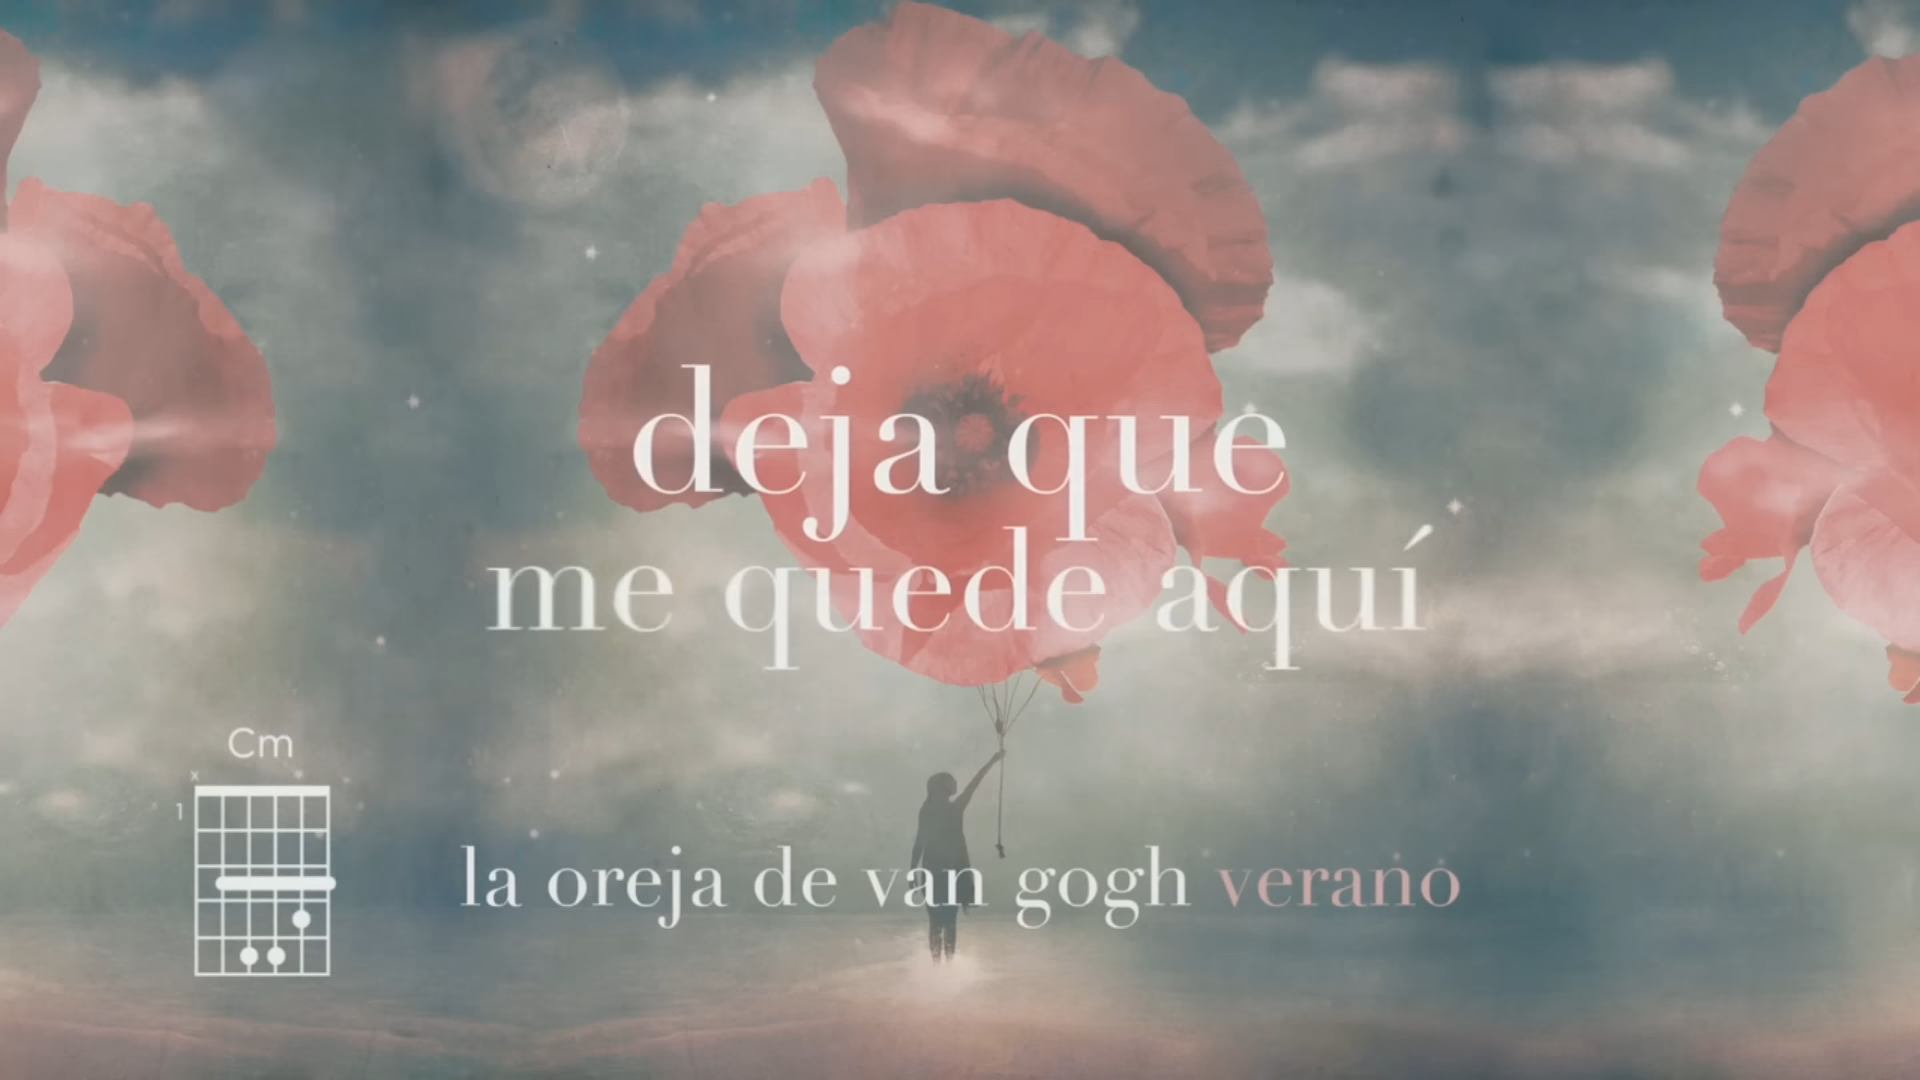 deja que
me quede aquí
Cm
x
1
la oreja de van gogh verano